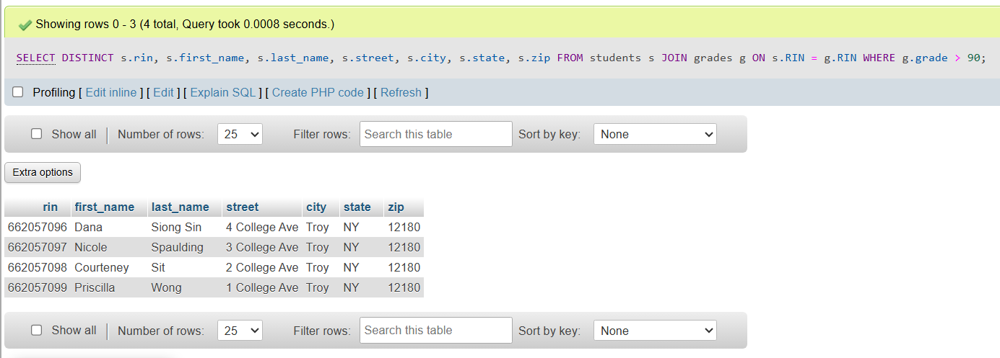 Showing rows 0 - 3 (4 total, Query took 0.0008 seconds.)
SELECT DISTINCT s.rin, s.first_name, s.last_name, s.street, s.city, s.state, s.zip FROM students s JOIN grades g ON s.RIN = g.RIN WHERE g.grade > 90;
Profiling [ Edit inline ] [ Edit ] [ Explain SQL ] [ Create PHP code ] [ Refresh ]
Show all | Number of rows: 25 Filter rows: Search this table Sort by key: None
Extra options
rin first_name last_name street city state zip
662057096 Dana Siong Sin 4 College Ave Troy NY 12180
662057097 Nicole Spaulding 3 College Ave Troy NY 12180
662057098 Courteney Sit 2 College Ave Troy NY 12180
662057099 Priscilla Wong 1 College Ave Troy NY 12180
Show all | Number of rows: 25 Filter rows: Search this table Sort by key: None